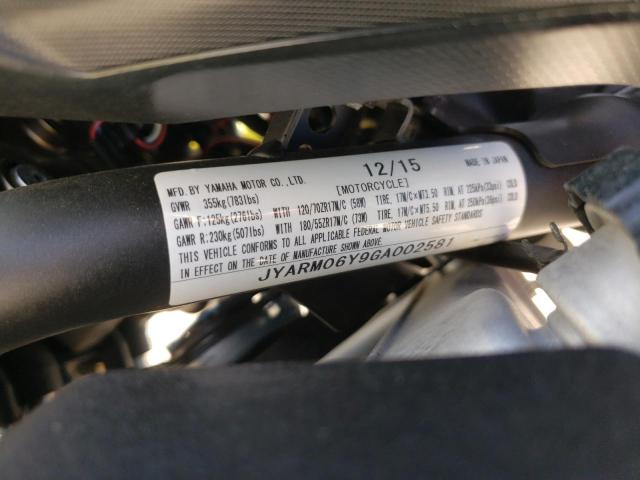 MFD. BY YAMAHA MOTOR CO.,LTD. 12/15 MADE IN JAPAN
GVWR 355kg(783lbs) [MOTORCYCLE]
GAWR F:125kg(276lbs) WITH 120/70ZR17M/C (58W) TIRE, 17M/C×MT3.50 RIM, AT 225kPa(33psi) COLD
GAWR R:230kg(507lbs) WITH 180/55ZR17M/C (73W) TIRE, 17M/C×MT5.50 RIM, AT 250kPa(36psi) COLD
THIS VEHICLE CONFORMS TO ALL APPLICABLE FEDERAL MOTOR VEHICLE SAFETY STANDARDS
IN EFFECT ON THE DATE OF MANUFACTURE SHOWN ABOVE.
JYARM06Y9GA002581